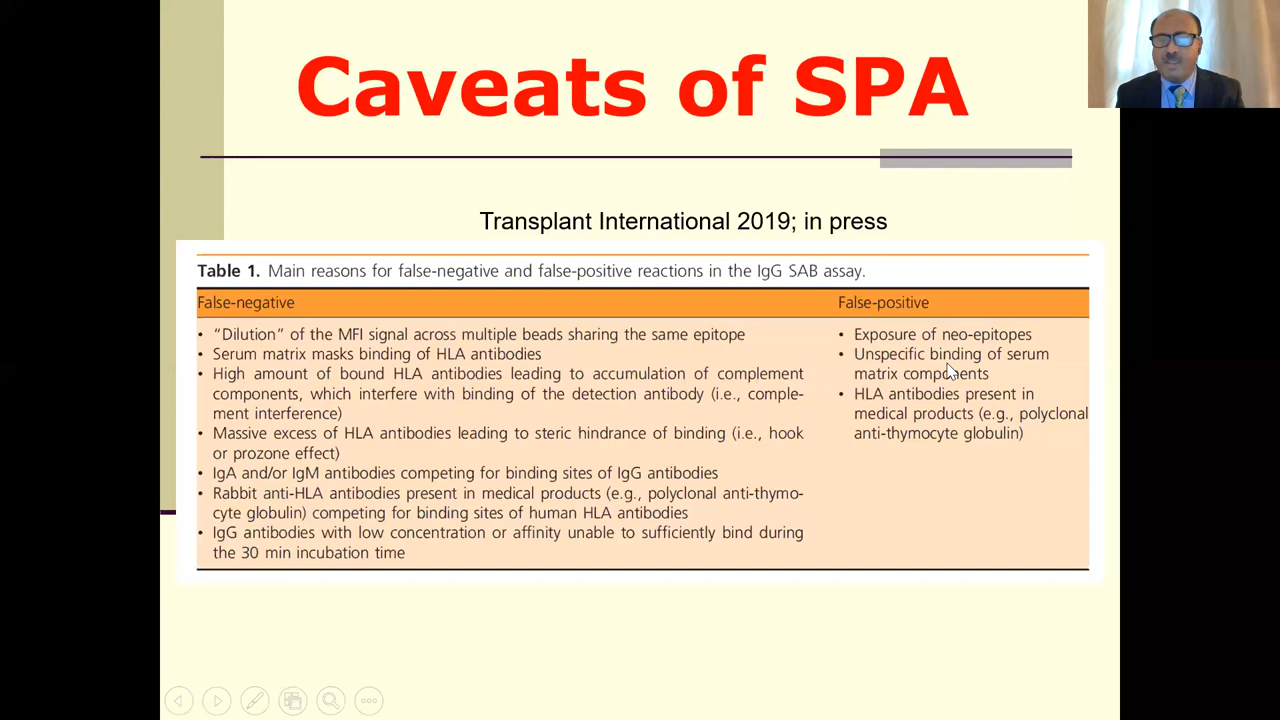 Caveats of SPA
Transplant International 2019; in press
Table 1. Main reasons for false-negative and false-positive reactions in the IgG SAB assay.
False-negative
• “Dilution” of the MFI signal across multiple beads sharing the same epitope
• Serum matrix masks binding of HLA antibodies
• High amount of bound HLA antibodies leading to accumulation of complement
components, which interfere with binding of the detection antibody (i.e., comple-
ment interference)
• Massive excess of HLA antibodies leading to steric hindrance of binding (i.e., hook
or prozone effect)
• IgA and/or IgM antibodies competing for binding sites of IgG antibodies
• Rabbit anti-HLA antibodies present in medical products (e.g., polyclonal anti-thymo-
cyte globulin) competing for binding sites of human HLA antibodies
• IgG antibodies with low concentration or affinity unable to sufficiently bind during
the 30 min incubation time
False-positive
• Exposure of neo-epitopes
• Unspecific binding of serum
matrix components
• HLA antibodies present in
medical products (e.g., polyclonal
anti-thymocyte globulin)